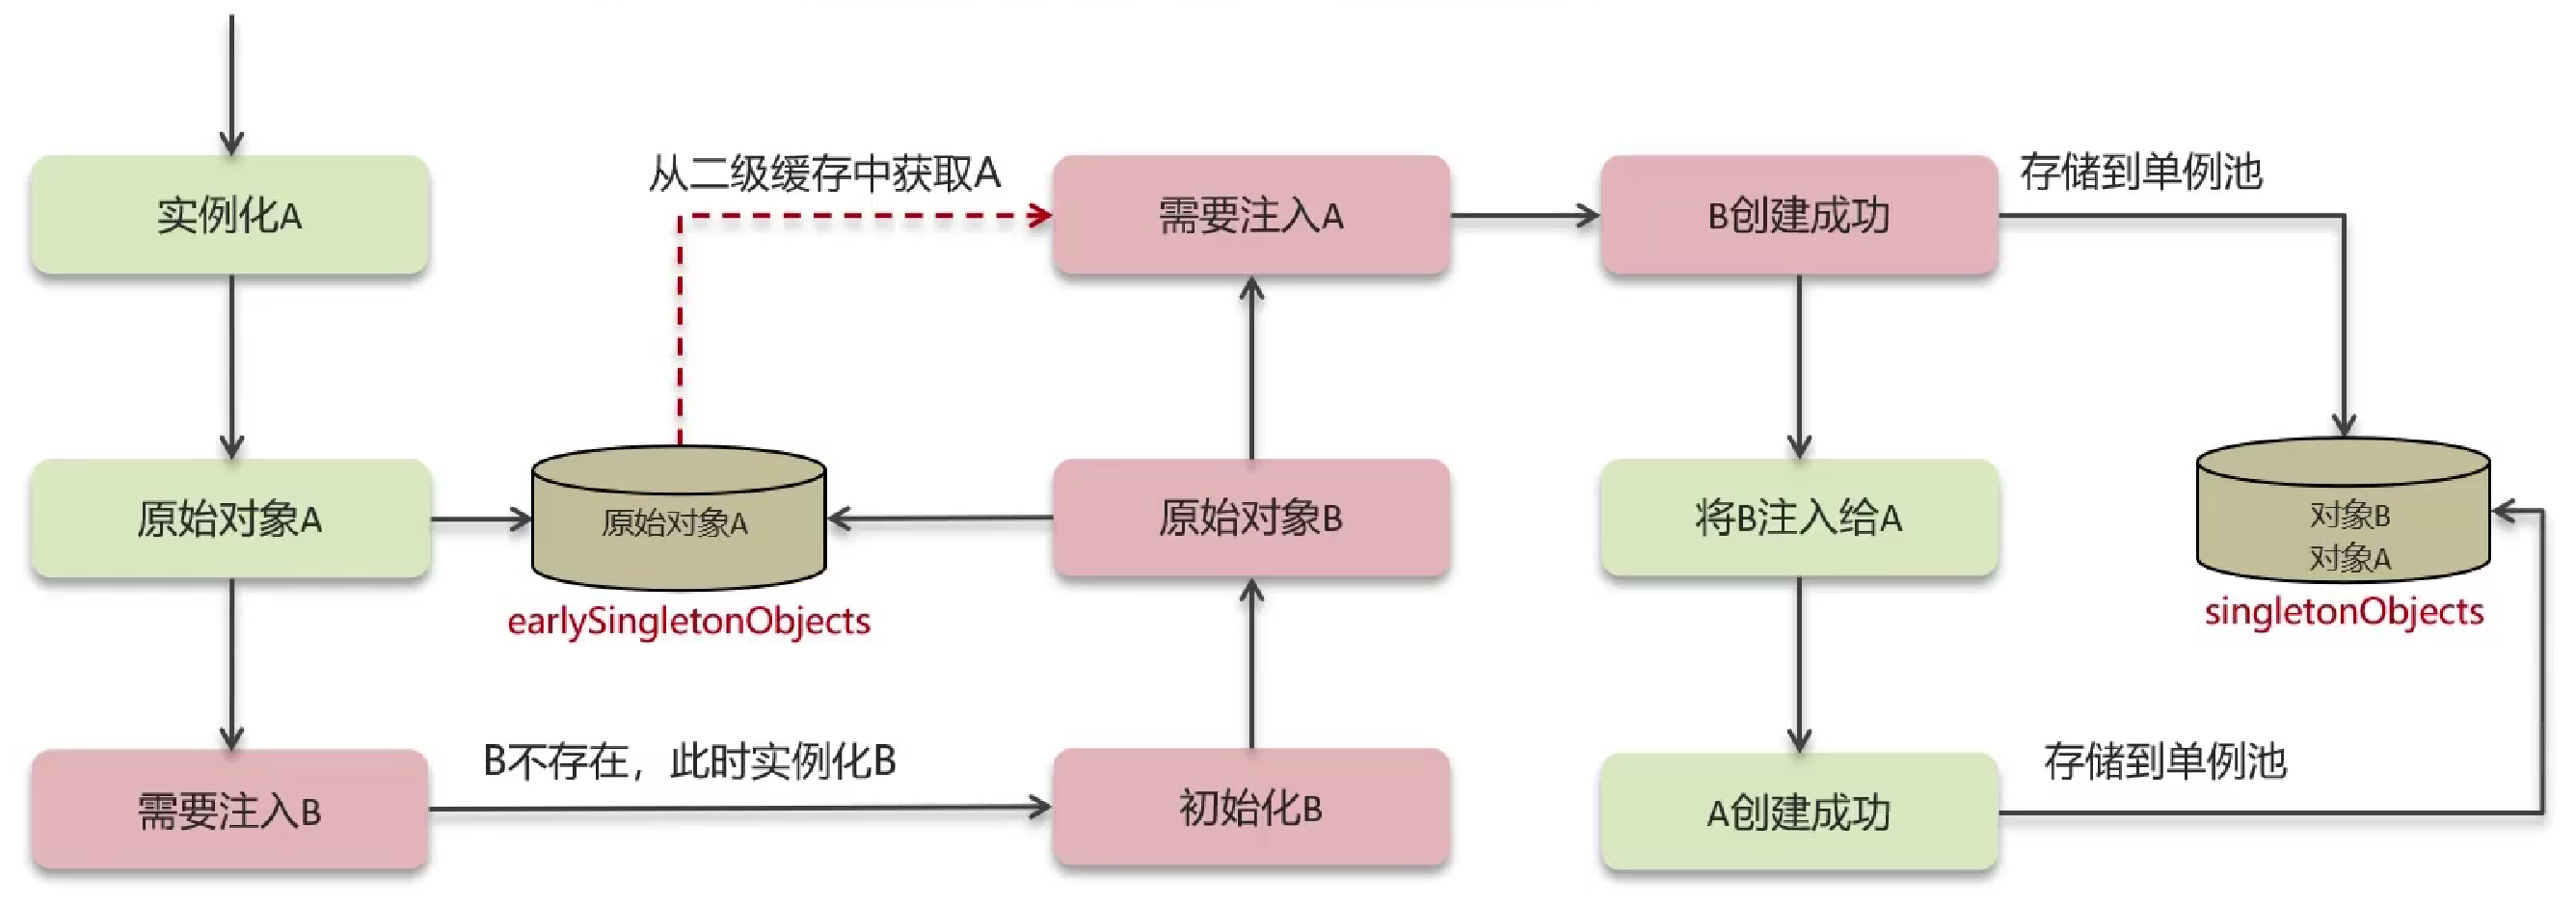 实例化A
从二级缓存中获取A
需要注入A
B创建成功
存储到单例池
原始对象A
原始对象A
earlySingletonObjects
原始对象B
将B注入给A
对象B
对象A
singletonObjects
需要注入B
B不存在，此时实例化B
初始化B
A创建成功
存储到单例池